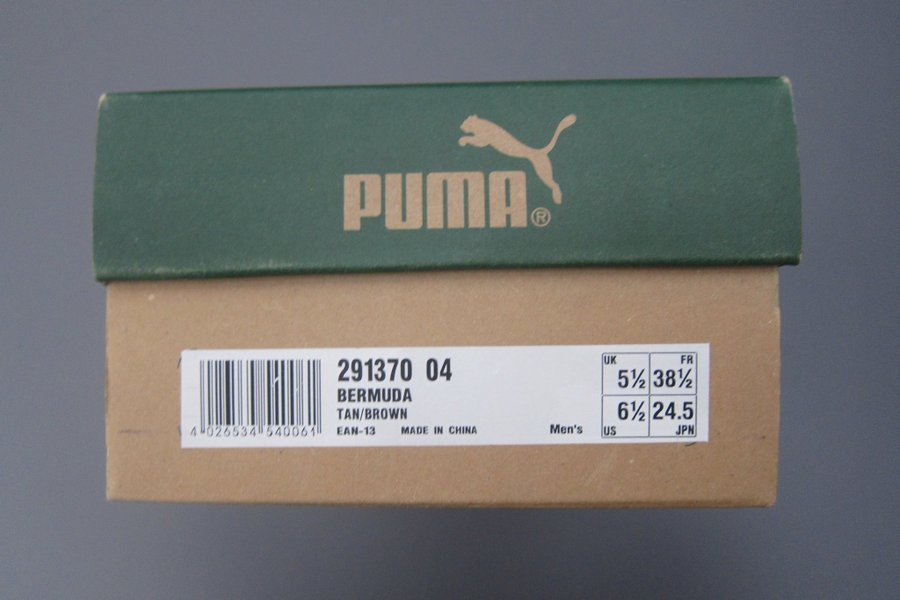 PUMA®
291370 04
BERMUDA
TAN/BROWN
EAN-13 MADE IN CHINA Men's
4 026534 540061
UK 5½ FR 38½
6½ US 24.5 JPN